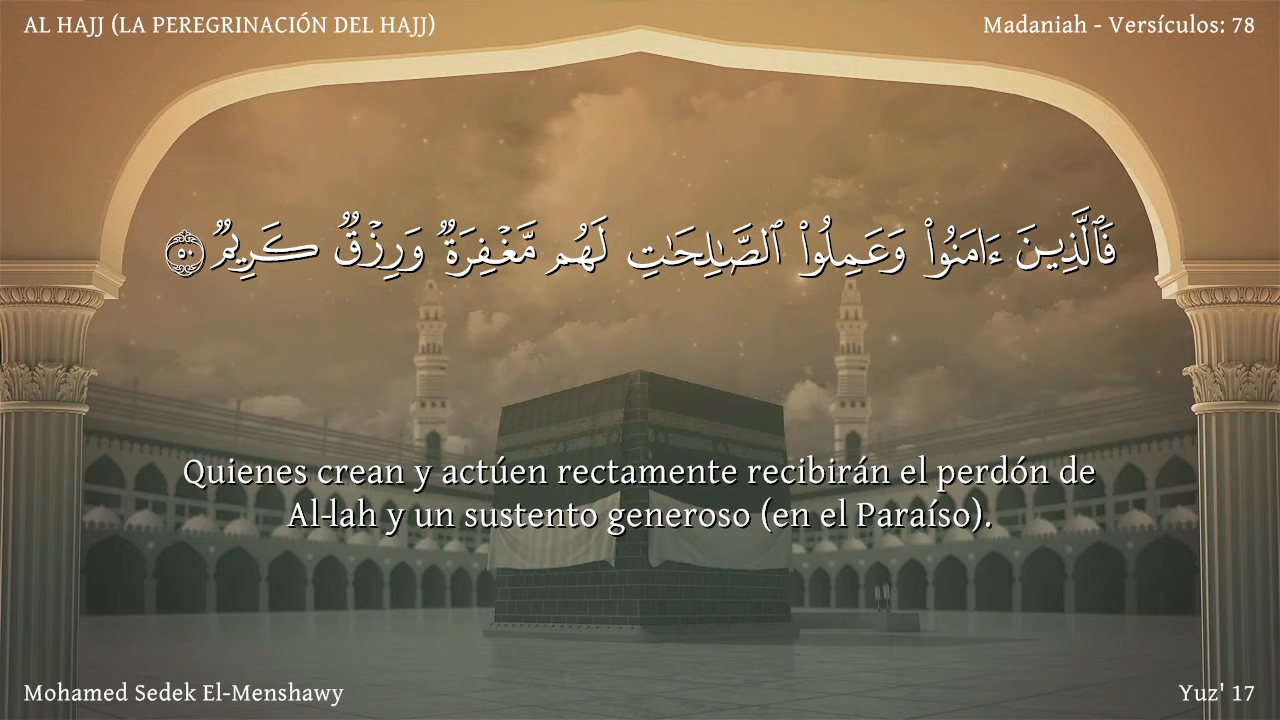 AL HAJJ (LA PEREGRINACIÓN DEL HAJJ)
Madaniah - Versículos: 78
فَٱلَّذِينَ ءَامَنُوا۟ وَعَمِلُوا۟ ٱلصَّـٰلِحَـٰتِ لَهُم مَّغْفِرَةٌ وَرِزْقٌ كَرِيمٌ ٥٠
Quienes crean y actúen rectamente recibirán el perdón de
Al-lah y un sustento generoso (en el Paraíso).
Mohamed Sedek El-Menshawy
Yuz' 17